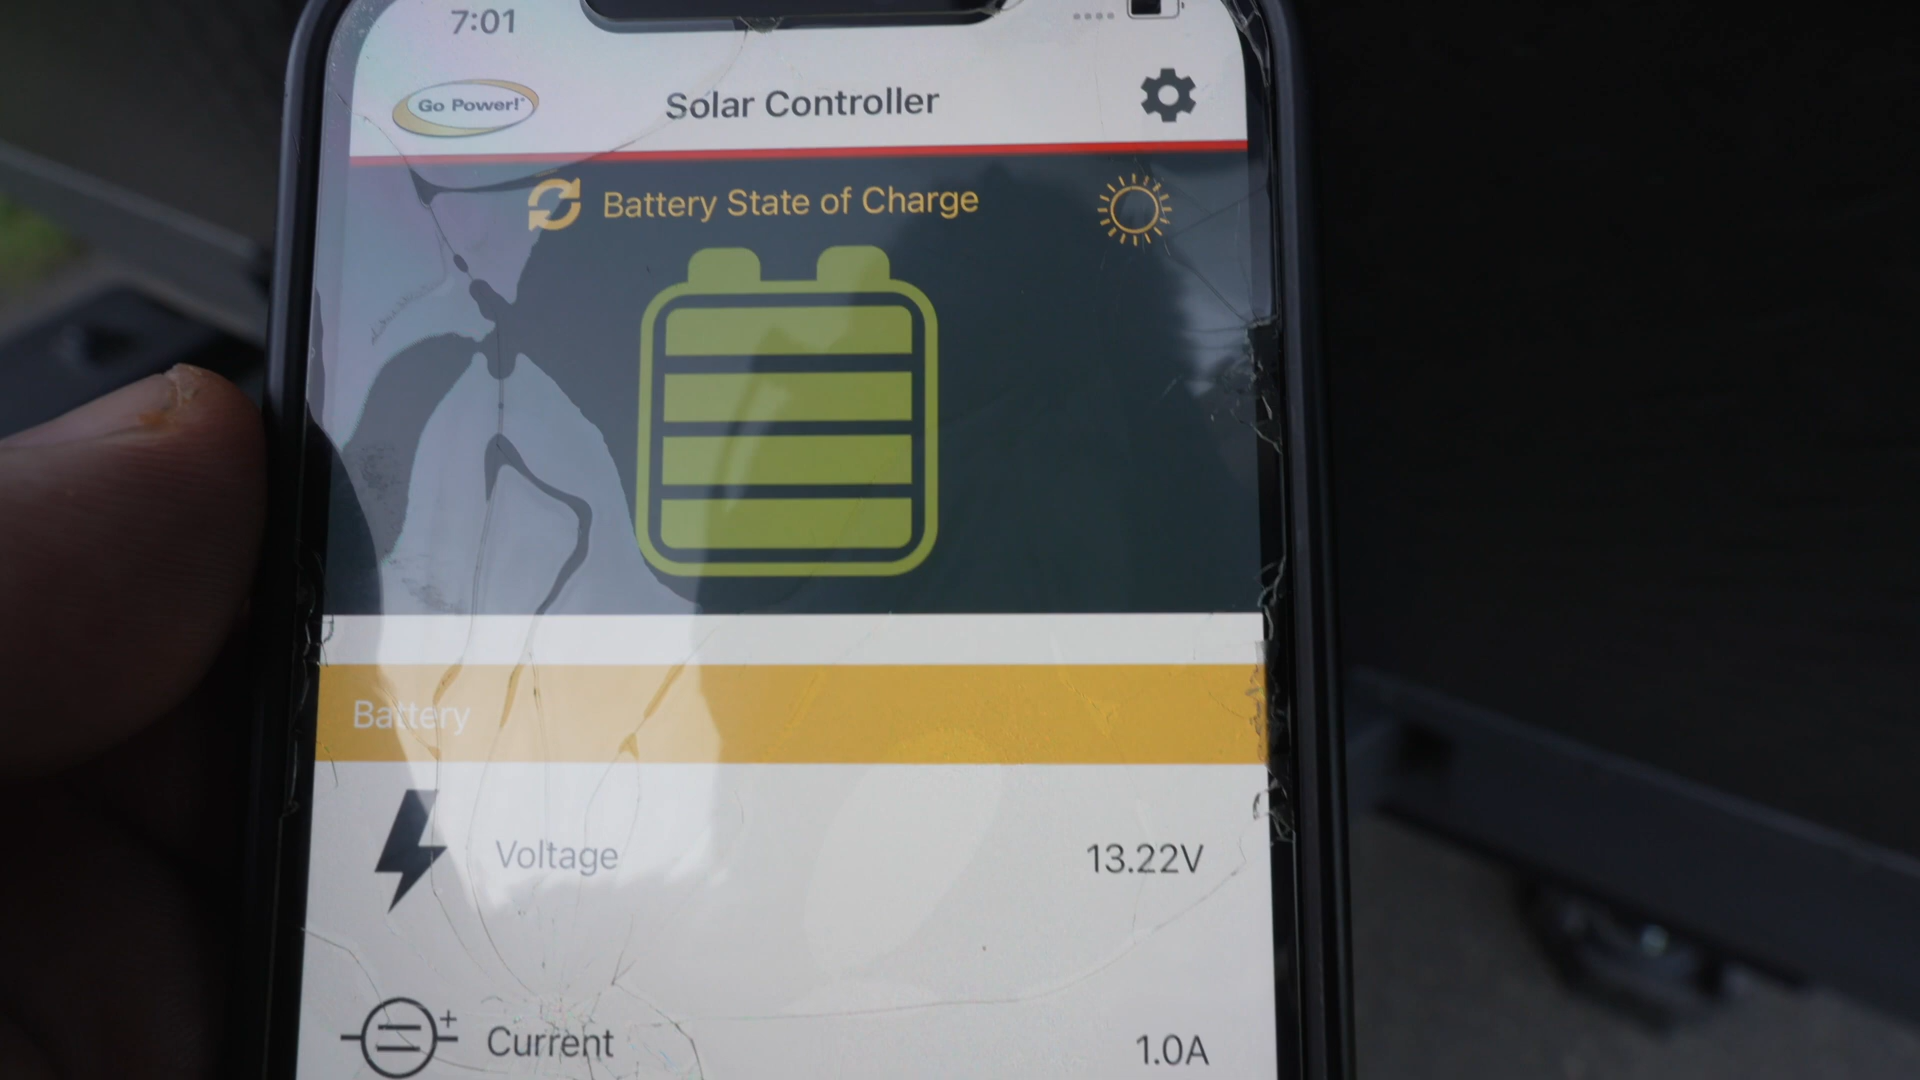 7:01
Go Power!
Solar Controller
Battery State of Charge
Battery
Voltage 13.22V
Current 1.0A